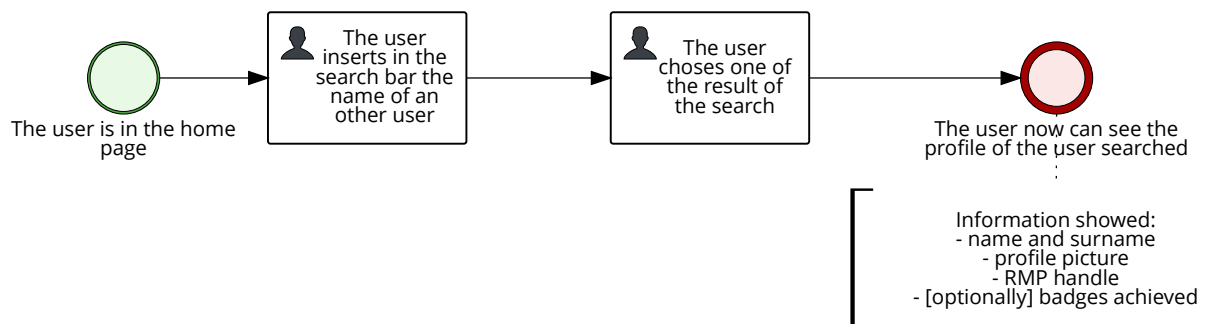 The user is in the home
page
The user
inserts in the
search bar the
name of an
other user
The user
choses one of
the result of
the search
The user now can see the
profile of the user searched
Information showed:
- name and surname
- profile picture
- RMP handle
- [optionally] badges achieved